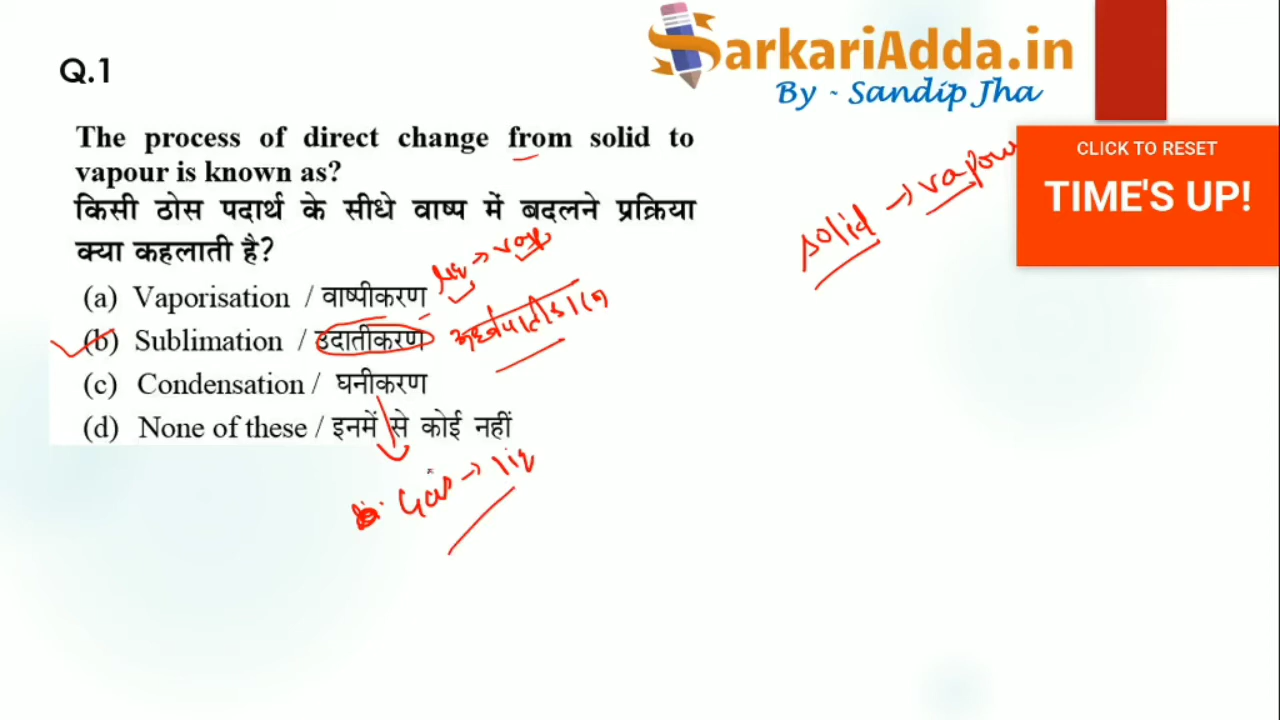 SarkariAdda.in
By - Sandip Jha
Q.1
CLICK TO RESET
TIME'S UP!
The process of direct change from solid to
vapour is known as?
किसी ठोस पदार्थ के सीधे वाष्प में बदलने प्रक्रिया
क्या कहलाती है?
solid → vapour
liq → vap
(a) Vaporisation / वाष्पीकरण
(b) Sublimation / उदातीकरण
(c) Condensation / घनीकरण
(d) None of these / इनमें से कोई नहीं
Gas → liq